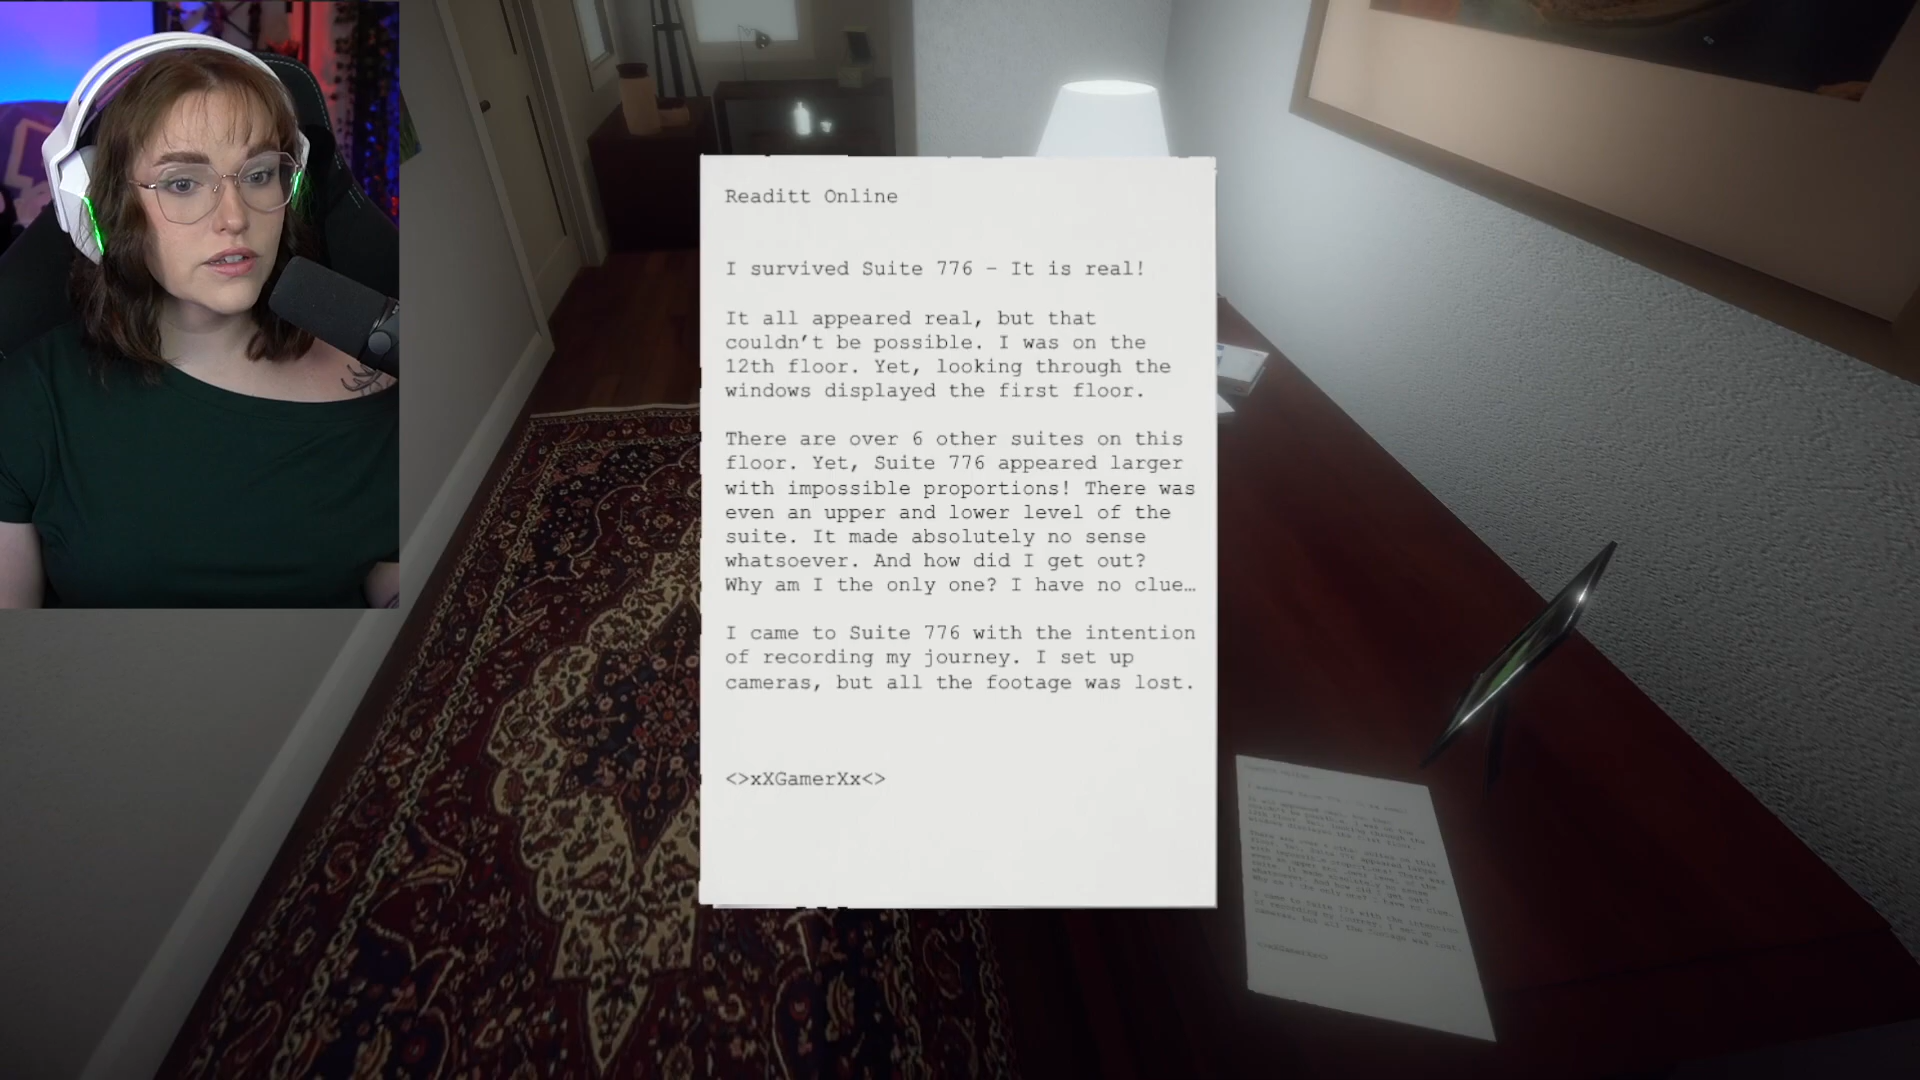 Readitt Online
I survived Suite 776 – It is real!
It all appeared real, but that
couldn't be possible. I was on the
12th floor. Yet, looking through the
windows displayed the first floor.
There are over 6 other suites on this
floor. Yet, Suite 776 appeared larger
with impossible proportions! There was
even an upper and lower level of the
suite. It made absolutely no sense
whatsoever. And how did I get out?
Why am I the only one? I have no clue…
I came to Suite 776 with the intention
of recording my journey. I set up
cameras, but all the footage was lost.
<>xXGamerXx<>